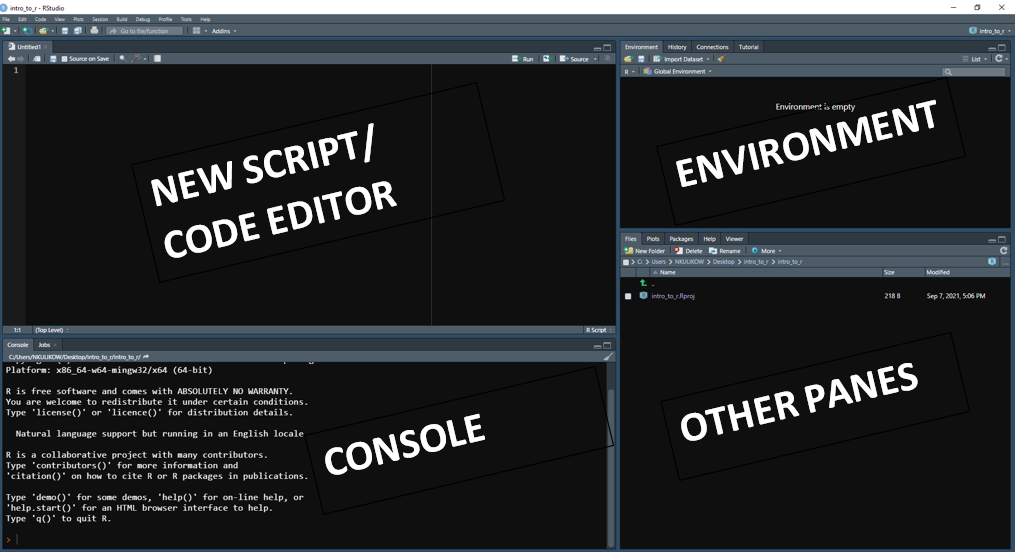 intro_to_r - RStudio
File Edit Code View Plots Session Build Debug Profile Tools Help
Go to file/function Addins intro_to_r
Untitled1
Source on Save Run Source
1
NEW SCRIPT/
CODE EDITOR
1:1 (Top Level) R Script
Console Jobs
C:/Users/NKULIKOW/Desktop/intro_to_r/intro_to_r/
Platform: x86_64-w64-mingw32/x64 (64-bit)
R is free software and comes with ABSOLUTELY NO WARRANTY.
You are welcome to redistribute it under certain conditions.
Type 'license()' or 'licence()' for distribution details.
Natural language support but running in an English locale
R is a collaborative project with many contributors.
Type 'contributors()' for more information and
'citation()' on how to cite R or R packages in publications.
Type 'demo()' for some demos, 'help()' for on-line help, or
'help.start()' for an HTML browser interface to help.
Type 'q()' to quit R.
>
CONSOLE
Environment History Connections Tutorial
Import Dataset List
R Global Environment
Environment is empty
ENVIRONMENT
Files Plots Packages Help Viewer
New Folder Delete Rename More
C: > Users > NKULIKOW > Desktop > intro_to_r > intro_to_r
Name Size Modified
..
intro_to_r.Rproj 218 B Sep 7, 2021, 5:06 PM
OTHER PANES